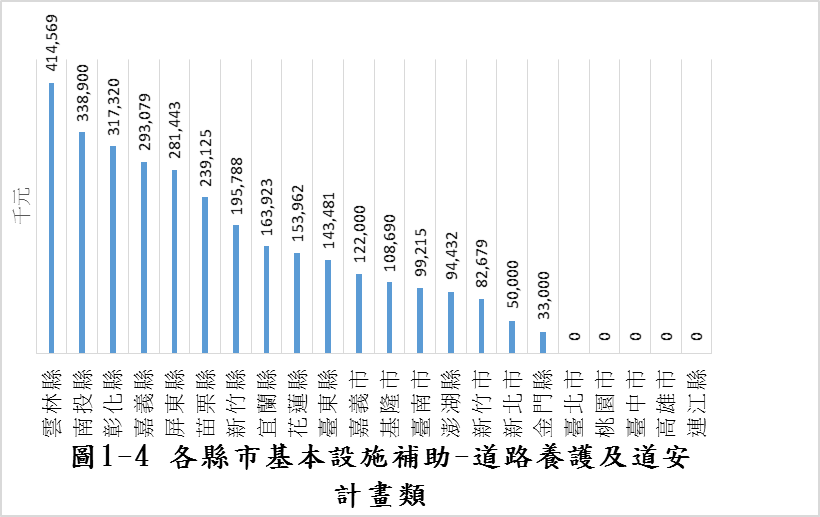 414,569
338,900
317,320
293,079
281,443
239,125
195,788
163,923
153,962
143,481
122,000
108,690
99,215
94,432
82,679
50,000
33,000
0
0
0
0
0
千元
雲林縣
南投縣
彰化縣
嘉義縣
屏東縣
苗栗縣
新竹縣
宜蘭縣
花蓮縣
臺東縣
嘉義市
基隆市
臺南市
澎湖縣
新竹市
新北市
金門縣
臺北市
桃園市
臺中市
高雄市
連江縣
圖1-4 各縣市基本設施補助-道路養護及道安
計畫類